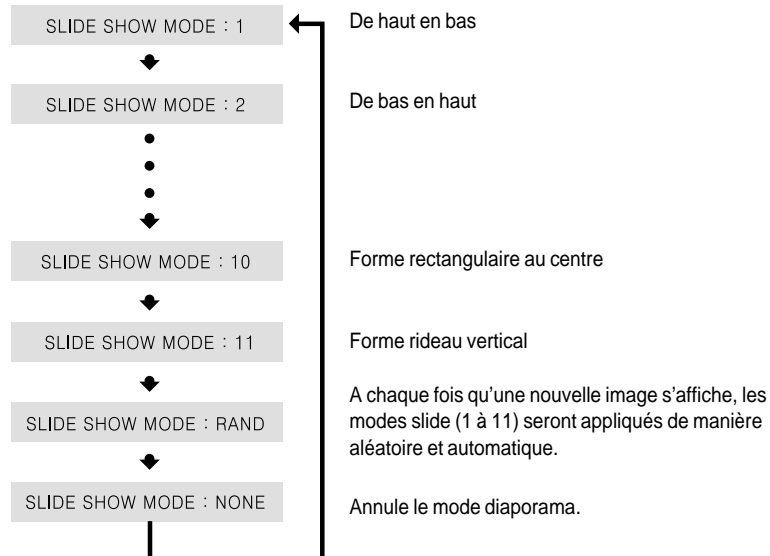 SLIDE SHOW MODE : 1
De haut en bas
SLIDE SHOW MODE : 2
De bas en haut
SLIDE SHOW MODE : 10
Forme rectangulaire au centre
SLIDE SHOW MODE : 11
Forme rideau vertical
SLIDE SHOW MODE : RAND
A chaque fois qu'une nouvelle image s'affiche, les
modes slide (1 à 11) seront appliqués de manière
aléatoire et automatique.
SLIDE SHOW MODE : NONE
Annule le mode diaporama.